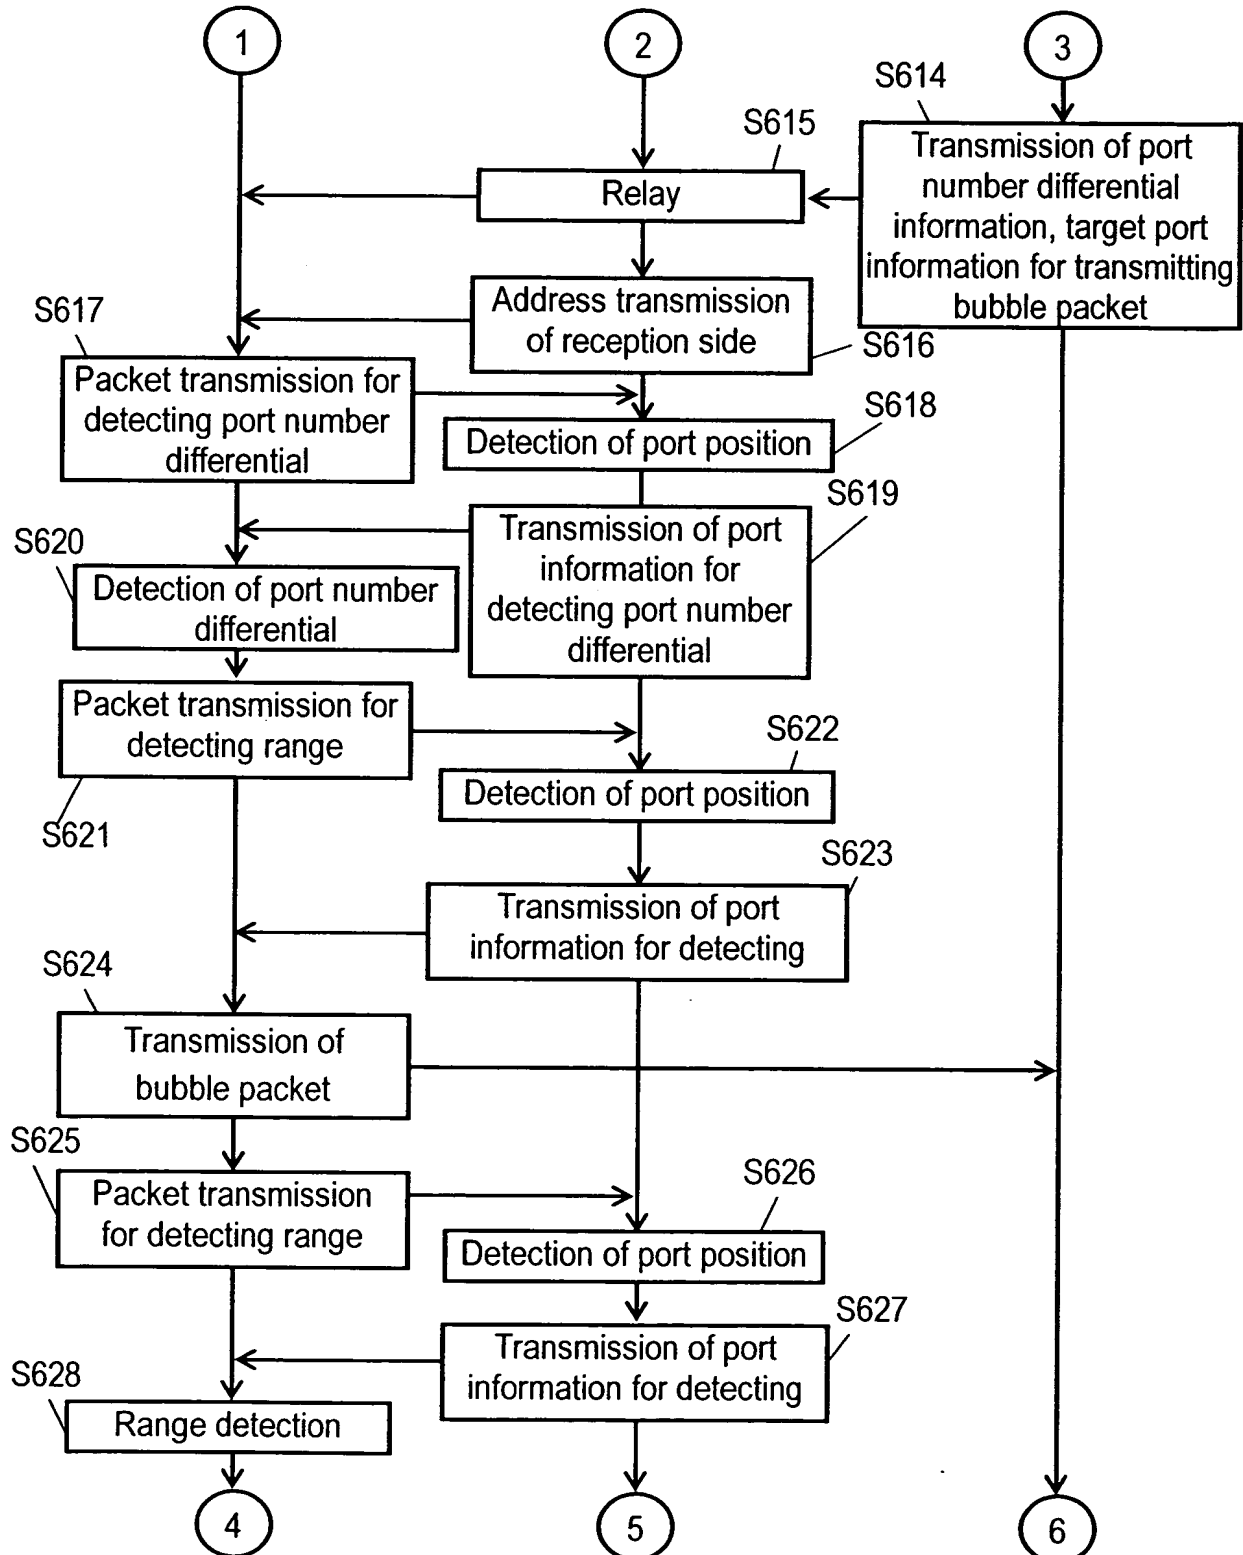 1
2
3
S614
S615
Transmission of port
number differential
information, target port
information for transmitting
bubble packet
Relay
S617
Address transmission
of reception side
S616
Packet transmission for
detecting port number
differential
S618
Detection of port position
S619
S620
Transmission of port
information for
detecting port number
differential
Detection of port number
differential
Packet transmission for
detecting range
S622
S621
Detection of port position
S623
Transmission of port
information for detecting
S624
Transmission of
bubble packet
S625
Packet transmission
for detecting range
S626
Detection of port position
S627
Transmission of port
information for detecting
S628
Range detection
4
5
6